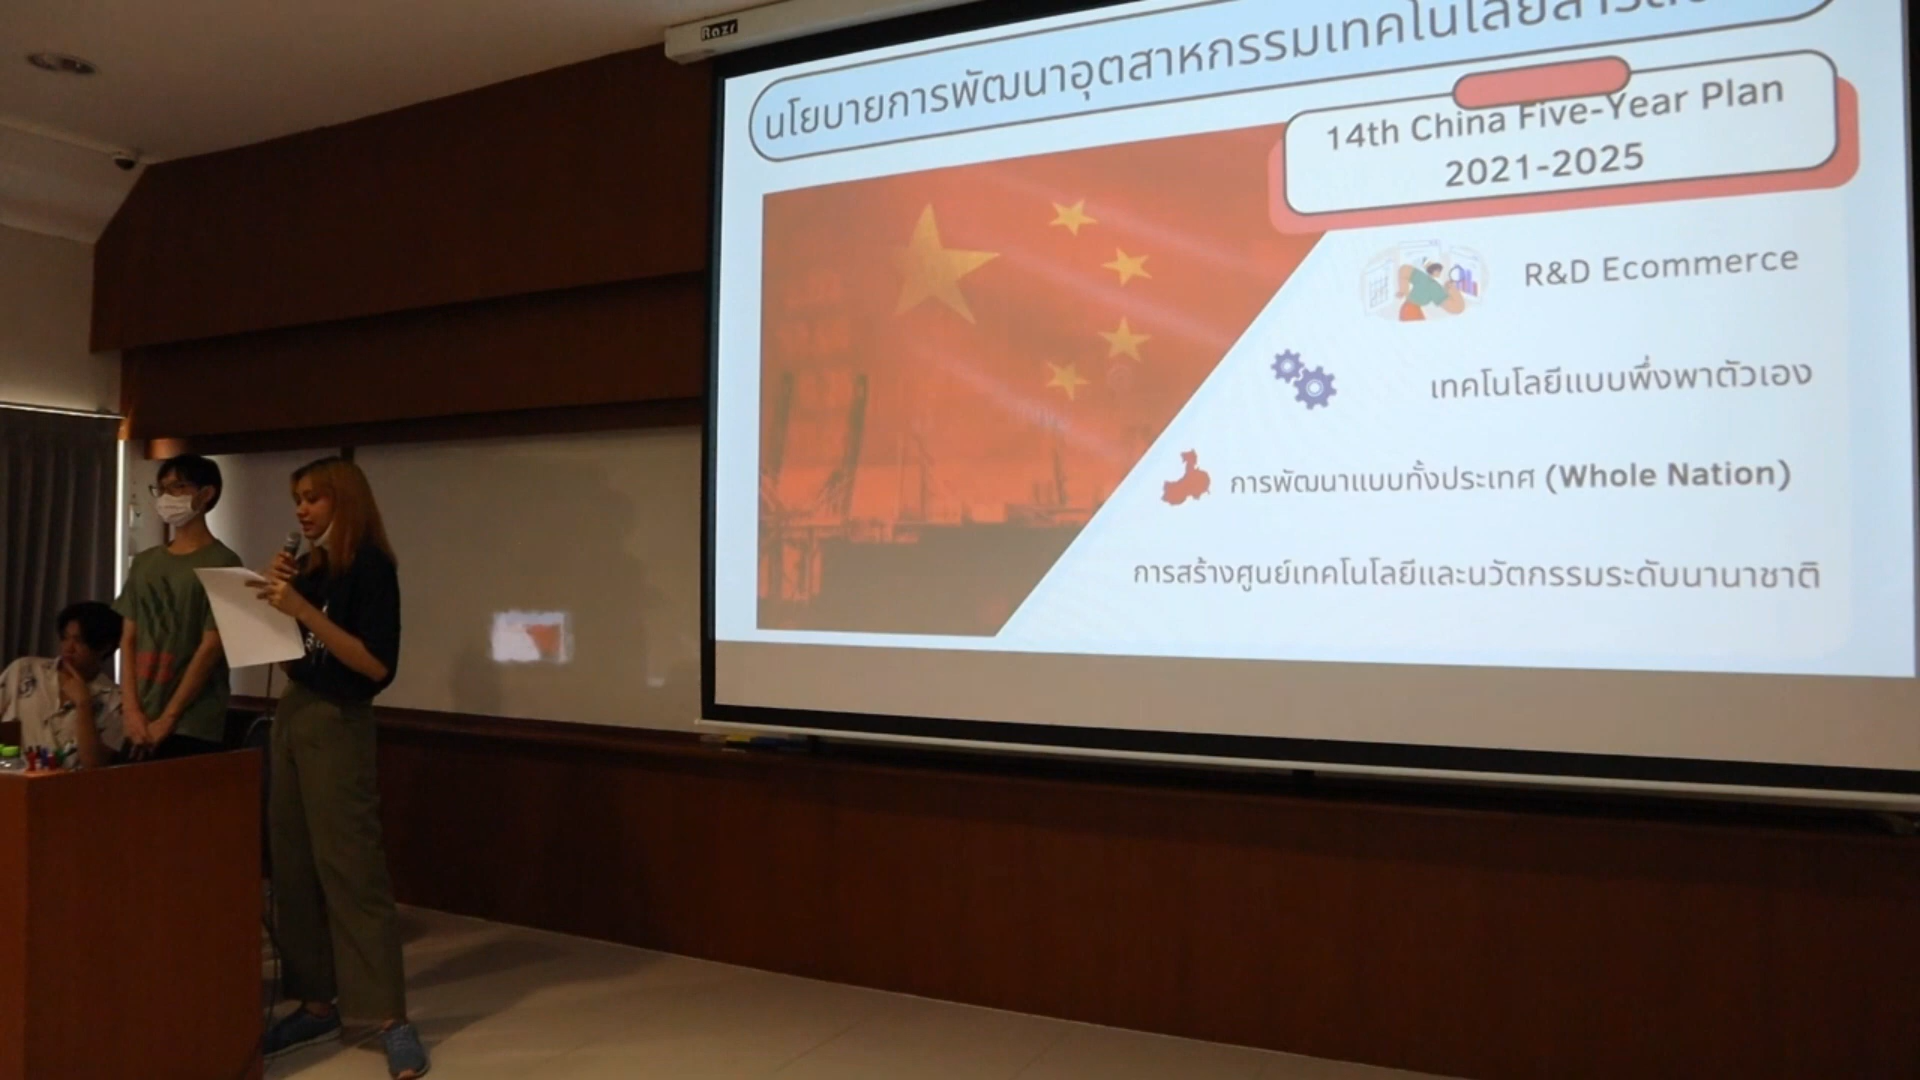 Razr
นโยบายการพัฒนาอุตสาหกรรมเทคโนโลยี
14th China Five-Year Plan
2021-2025
R&D Ecommerce
เทคโนโลยีแบบพึ่งพาตัวเอง
การพัฒนาแบบทั้งประเทศ (Whole Nation)
การสร้างศูนย์เทคโนโลยีและนวัตกรรมระดับนานาชาติ